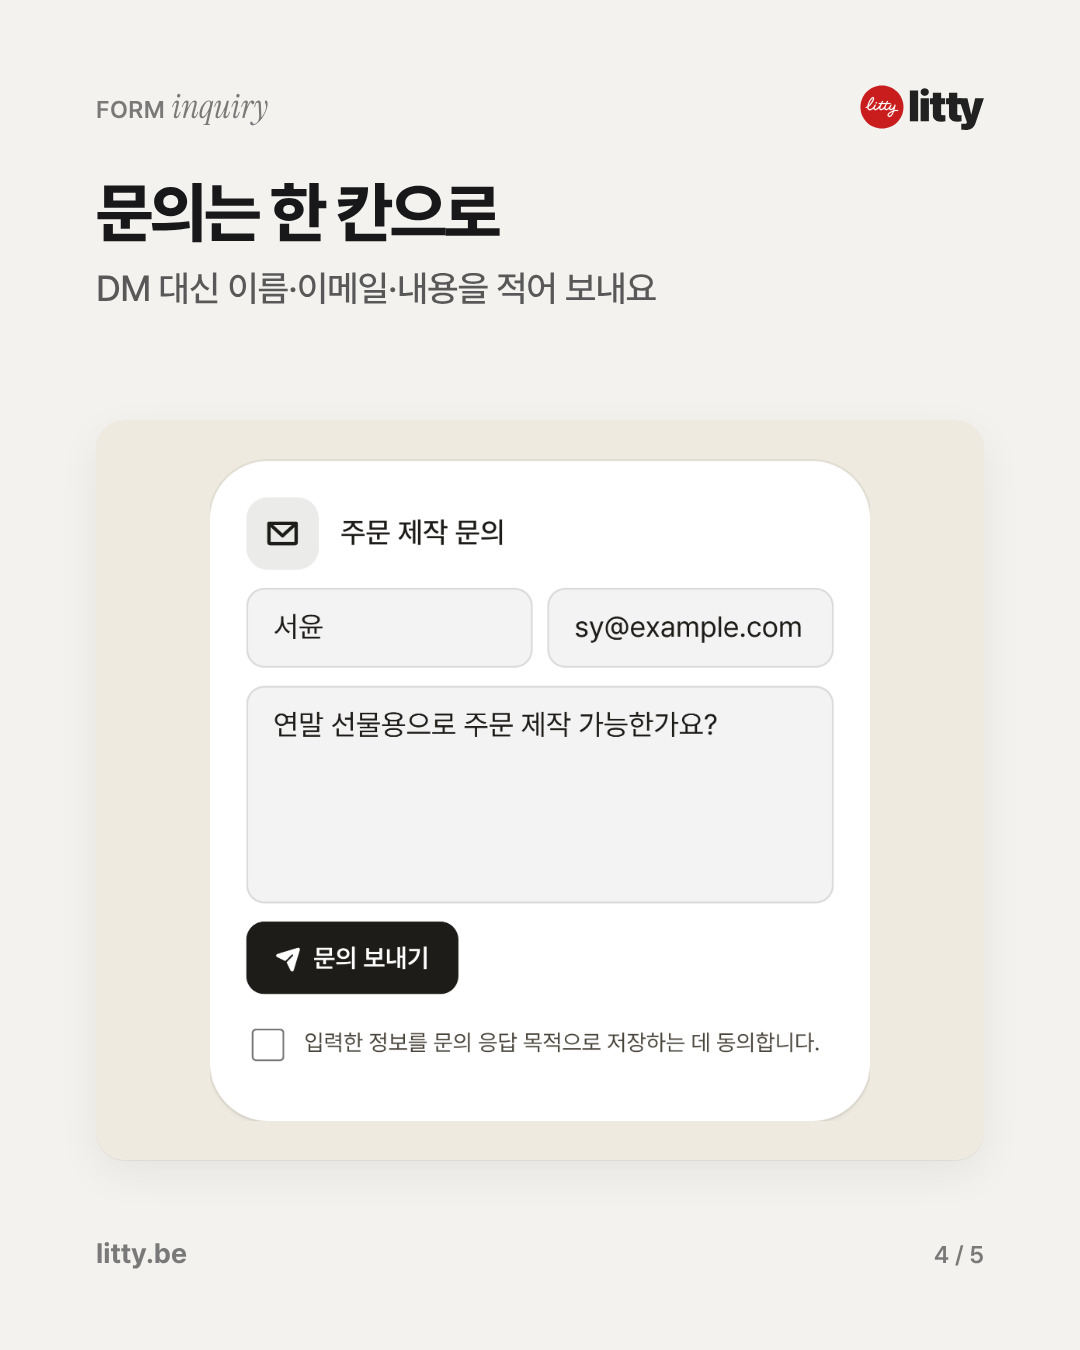 FORM inquiry
litty litty
문의는 한 칸으로
DM 대신 이름·이메일·내용을 적어 보내요
주문 제작 문의
서윤
sy@example.com
연말 선물용으로 주문 제작 가능한가요?
문의 보내기
입력한 정보를 문의 응답 목적으로 저장하는 데 동의합니다.
litty.be
4 / 5